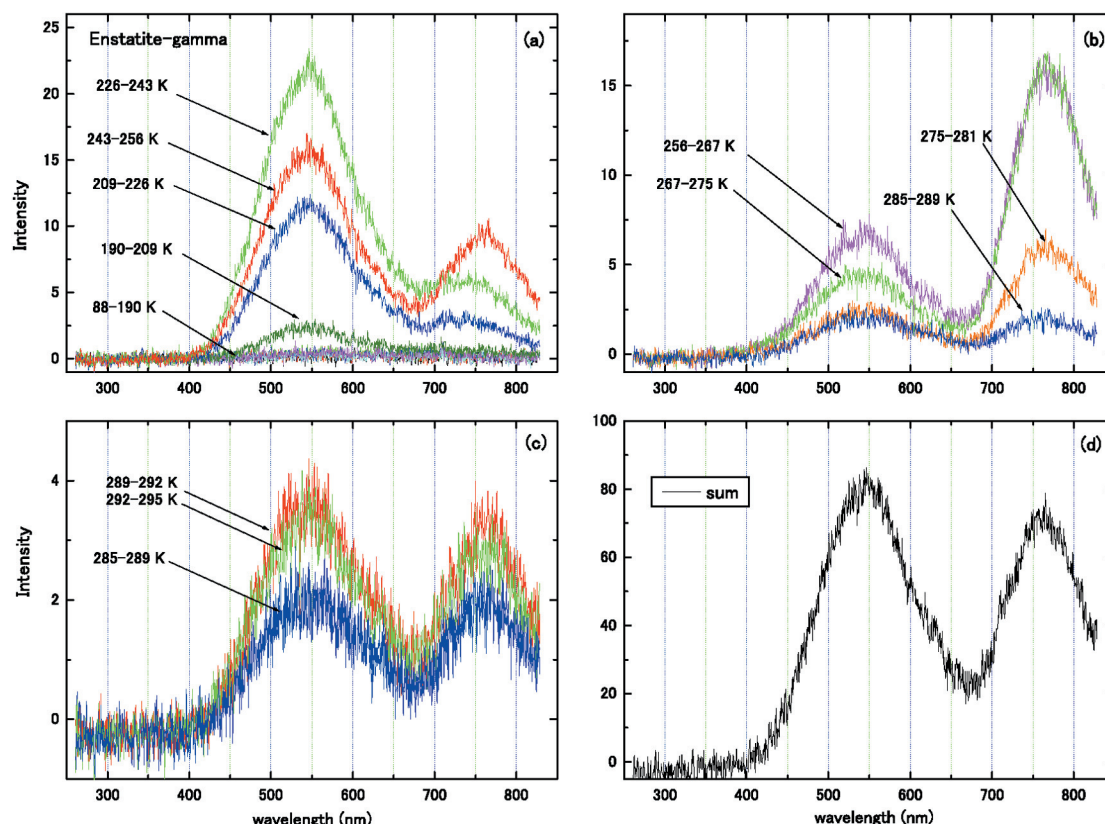 Enstatite-gamma
(a)
226-243 K
243-256 K
209-226 K
190-209 K
88-190 K
Intensity
25
20
15
10
5
0
300 400 500 600 700 800
(b)
256-267 K
267-275 K
275-281 K
285-289 K
15
10
5
0
300 400 500 600 700 800
(c)
289-292 K
292-295 K
285-289 K
Intensity
4
2
0
300 400 500 600 700 800
wavelength (nm)
(d)
sum
100
80
60
40
20
0
300 400 500 600 700 800
wavelength (nm)